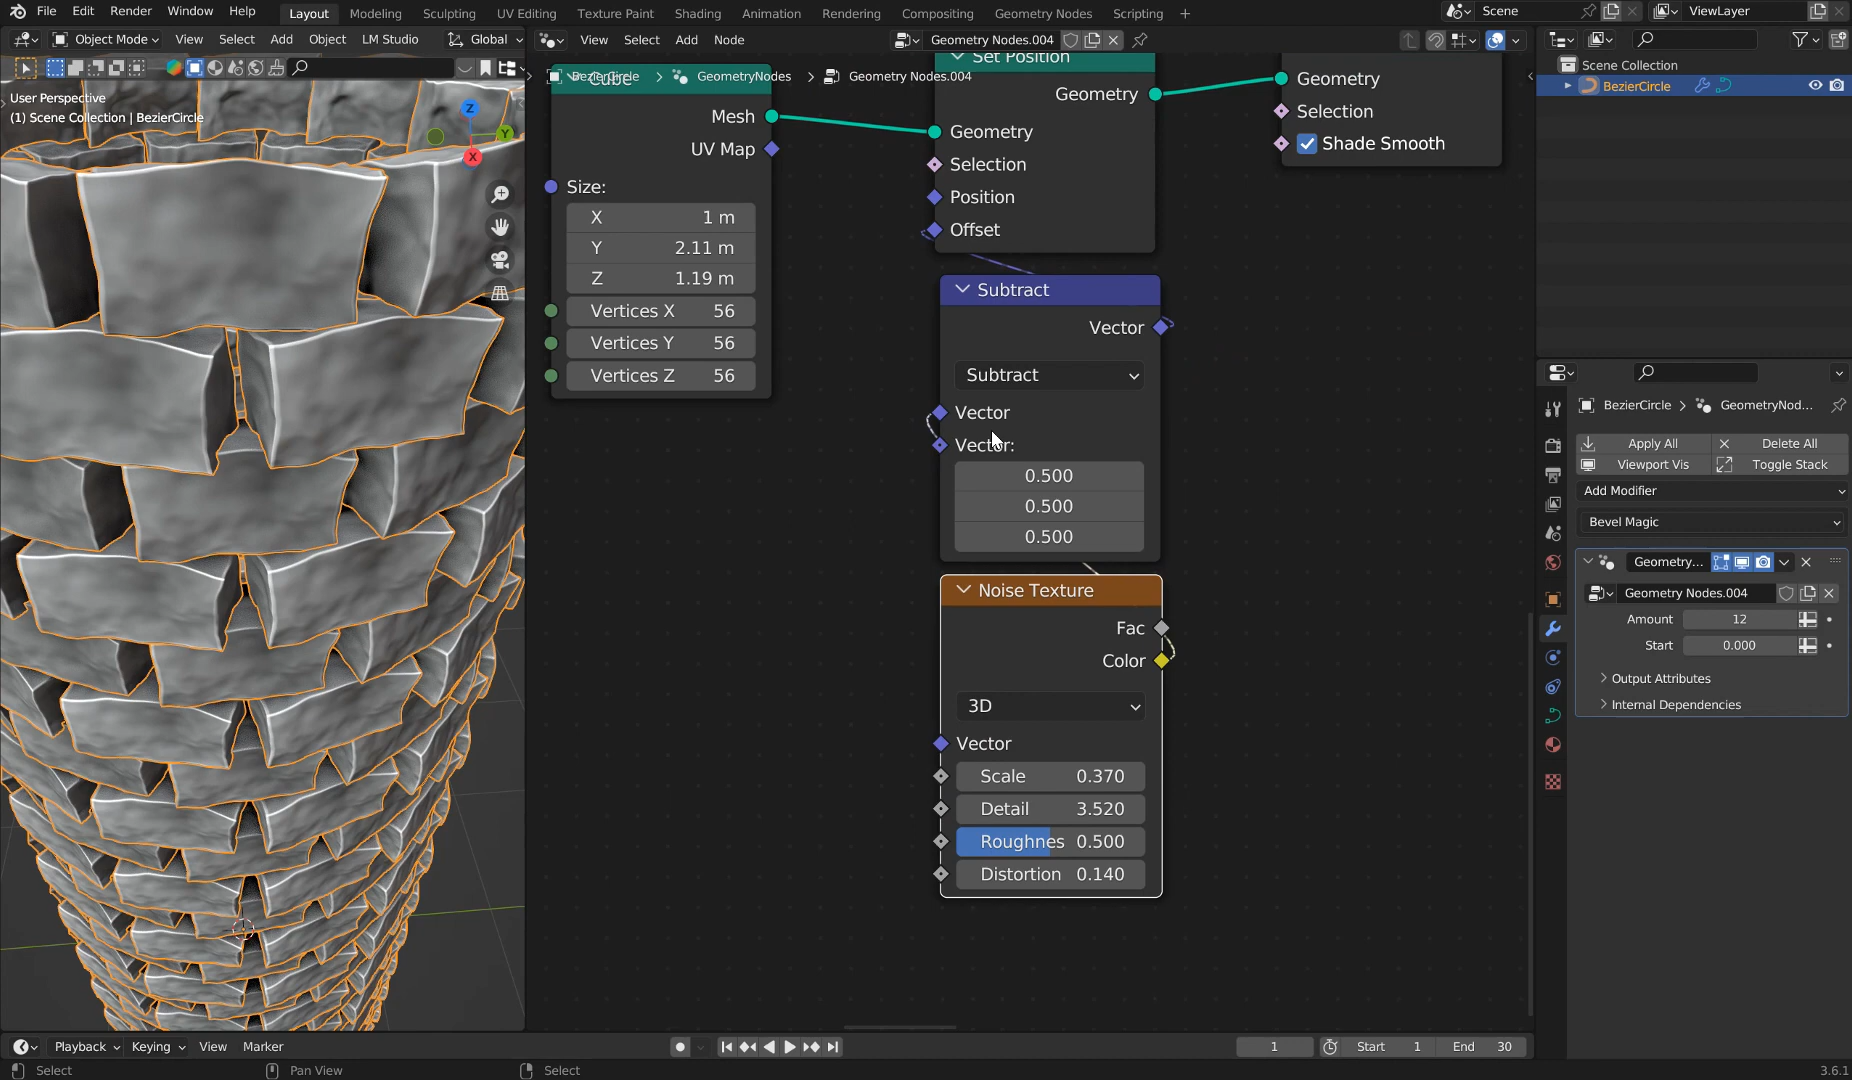 File Edit Render Window Help Layout Modeling Sculpting UV Editing Texture Paint Shading Animation Rendering Compositing Geometry Nodes Scripting + Scene ViewLayer
Object Mode View Select Add Object LM Studio Global View Select Add Node Geometry Nodes.004
User Perspective
(1) Scene Collection | BezierCircle
Z
Y
X
BezierCircle > GeometryNodes > Geometry Nodes.004
Cube
Mesh
UV Map
Size:
X 1 m
Y 2.11 m
Z 1.19 m
Vertices X 56
Vertices Y 56
Vertices Z 56
Set Position
Geometry
Geometry
Selection
Position
Offset
Geometry
Selection
Shade Smooth
Subtract
Vector
Subtract
Vector
Vector:
0.500
0.500
0.500
Noise Texture
Fac
Color
3D
Vector
Scale 0.370
Detail 3.520
Roughnes 0.500
Distortion 0.140
Scene Collection
BezierCircle
BezierCircle > GeometryNod...
Apply All Delete All
Viewport Vis Toggle Stack
Add Modifier
Bevel Magic
Geometry...
Geometry Nodes.004
Amount 12
Start 0.000
Output Attributes
Internal Dependencies
Playback Keying View Marker 1 Start 1 End 30
Select Pan View Select 3.6.1